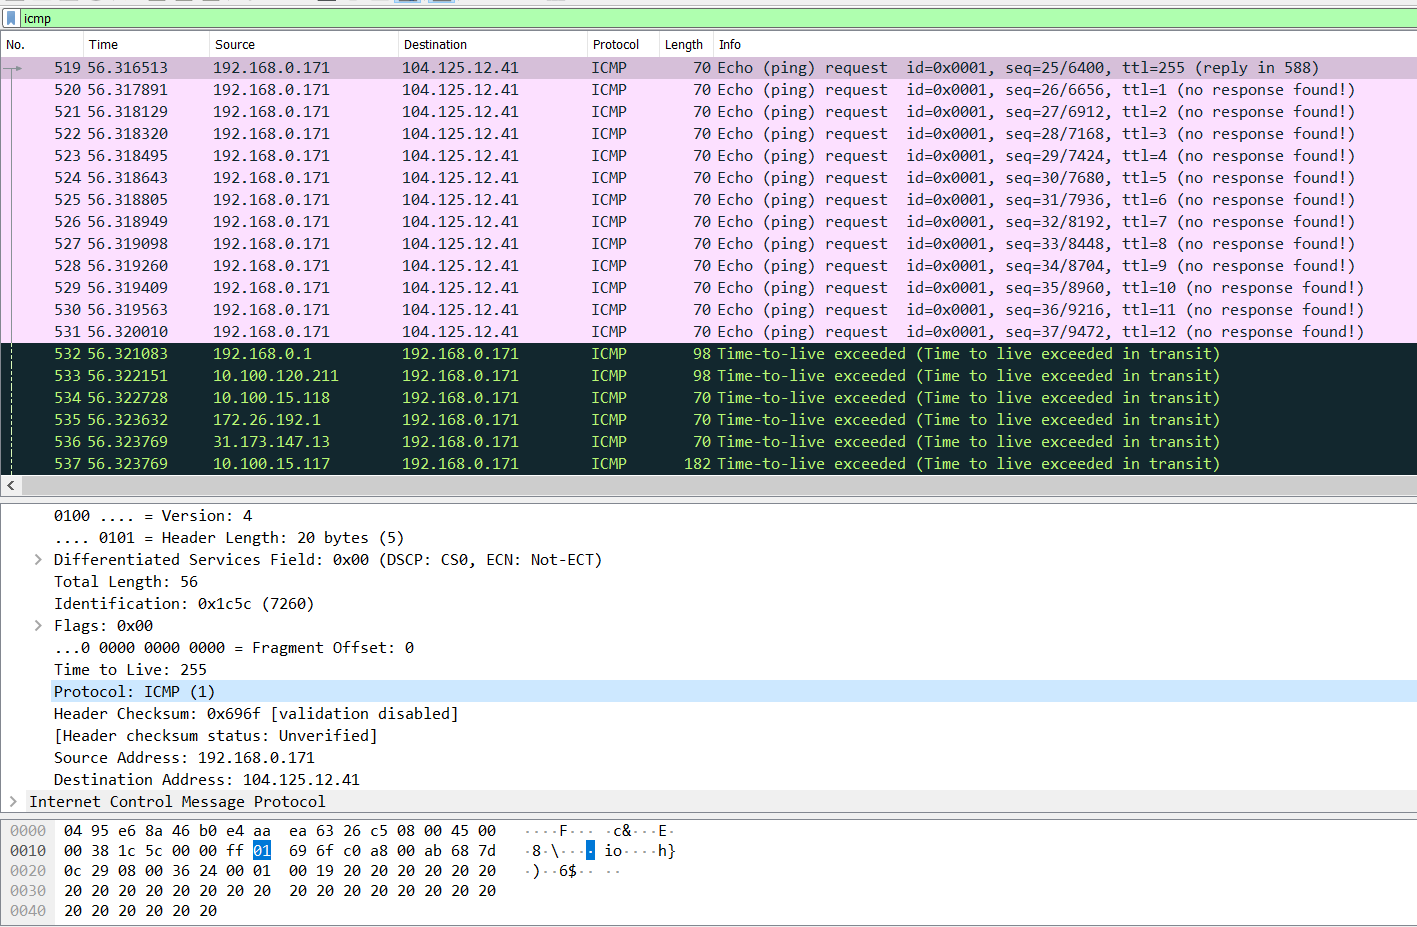 icmp
No. Time Source Destination Protocol Length Info
519 56.316513 192.168.0.171 104.125.12.41 ICMP 70 Echo (ping) request id=0x0001, seq=25/6400, ttl=255 (reply in 588)
520 56.317891 192.168.0.171 104.125.12.41 ICMP 70 Echo (ping) request id=0x0001, seq=26/6656, ttl=1 (no response found!)
521 56.318129 192.168.0.171 104.125.12.41 ICMP 70 Echo (ping) request id=0x0001, seq=27/6912, ttl=2 (no response found!)
522 56.318320 192.168.0.171 104.125.12.41 ICMP 70 Echo (ping) request id=0x0001, seq=28/7168, ttl=3 (no response found!)
523 56.318495 192.168.0.171 104.125.12.41 ICMP 70 Echo (ping) request id=0x0001, seq=29/7424, ttl=4 (no response found!)
524 56.318643 192.168.0.171 104.125.12.41 ICMP 70 Echo (ping) request id=0x0001, seq=30/7680, ttl=5 (no response found!)
525 56.318805 192.168.0.171 104.125.12.41 ICMP 70 Echo (ping) request id=0x0001, seq=31/7936, ttl=6 (no response found!)
526 56.318949 192.168.0.171 104.125.12.41 ICMP 70 Echo (ping) request id=0x0001, seq=32/8192, ttl=7 (no response found!)
527 56.319098 192.168.0.171 104.125.12.41 ICMP 70 Echo (ping) request id=0x0001, seq=33/8448, ttl=8 (no response found!)
528 56.319260 192.168.0.171 104.125.12.41 ICMP 70 Echo (ping) request id=0x0001, seq=34/8704, ttl=9 (no response found!)
529 56.319409 192.168.0.171 104.125.12.41 ICMP 70 Echo (ping) request id=0x0001, seq=35/8960, ttl=10 (no response found!)
530 56.319563 192.168.0.171 104.125.12.41 ICMP 70 Echo (ping) request id=0x0001, seq=36/9216, ttl=11 (no response found!)
531 56.320010 192.168.0.171 104.125.12.41 ICMP 70 Echo (ping) request id=0x0001, seq=37/9472, ttl=12 (no response found!)
532 56.321083 192.168.0.1 192.168.0.171 ICMP 98 Time-to-live exceeded (Time to live exceeded in transit)
533 56.322151 10.100.120.211 192.168.0.171 ICMP 98 Time-to-live exceeded (Time to live exceeded in transit)
534 56.322728 10.100.15.118 192.168.0.171 ICMP 70 Time-to-live exceeded (Time to live exceeded in transit)
535 56.323632 172.26.192.1 192.168.0.171 ICMP 70 Time-to-live exceeded (Time to live exceeded in transit)
536 56.323769 31.173.147.13 192.168.0.171 ICMP 70 Time-to-live exceeded (Time to live exceeded in transit)
537 56.323769 10.100.15.117 192.168.0.171 ICMP 182 Time-to-live exceeded (Time to live exceeded in transit)
0100 .... = Version: 4
.... 0101 = Header Length: 20 bytes (5)
Differentiated Services Field: 0x00 (DSCP: CS0, ECN: Not-ECT)
Total Length: 56
Identification: 0x1c5c (7260)
Flags: 0x00
...0 0000 0000 0000 = Fragment Offset: 0
Time to Live: 255
Protocol: ICMP (1)
Header Checksum: 0x696f [validation disabled]
[Header checksum status: Unverified]
Source Address: 192.168.0.171
Destination Address: 104.125.12.41
Internet Control Message Protocol
0000 04 95 e6 8a 46 b0 e4 aa ea 63 26 c5 08 00 45 00 ····F··· ·c&···E·
0010 00 38 1c 5c 00 00 ff 01 69 6f c0 a8 00 ab 68 7d ·8·\···· io····h}
0020 0c 29 08 00 36 24 00 01 00 19 20 20 20 20 20 20 ·)··6$·· ··
0030 20 20 20 20 20 20 20 20 20 20 20 20 20 20 20 20
0040 20 20 20 20 20 20